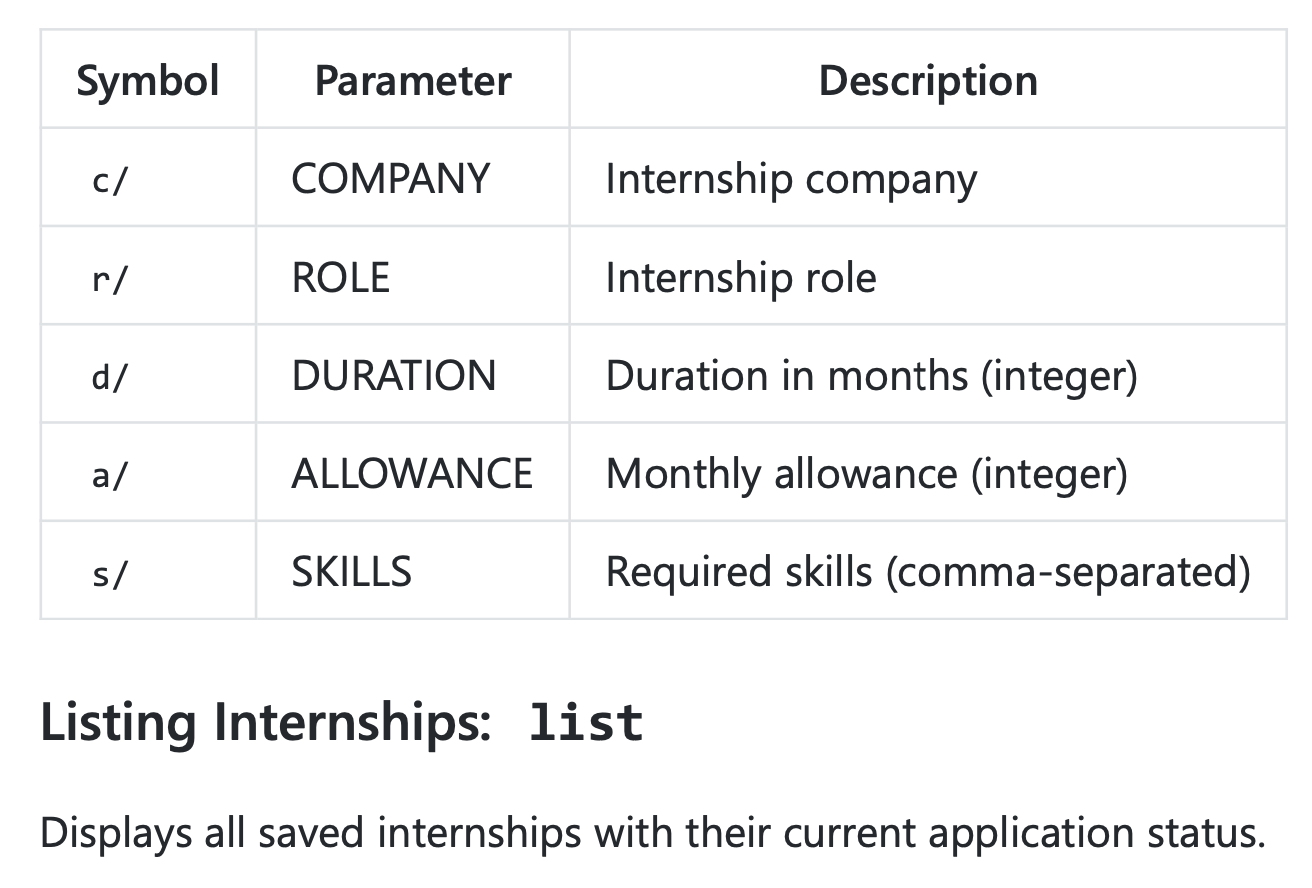 Symbol Parameter Description
c/ COMPANY Internship company
r/ ROLE Internship role
d/ DURATION Duration in months (integer)
a/ ALLOWANCE Monthly allowance (integer)
s/ SKILLS Required skills (comma-separated)
Listing Internships: list
Displays all saved internships with their current application status.